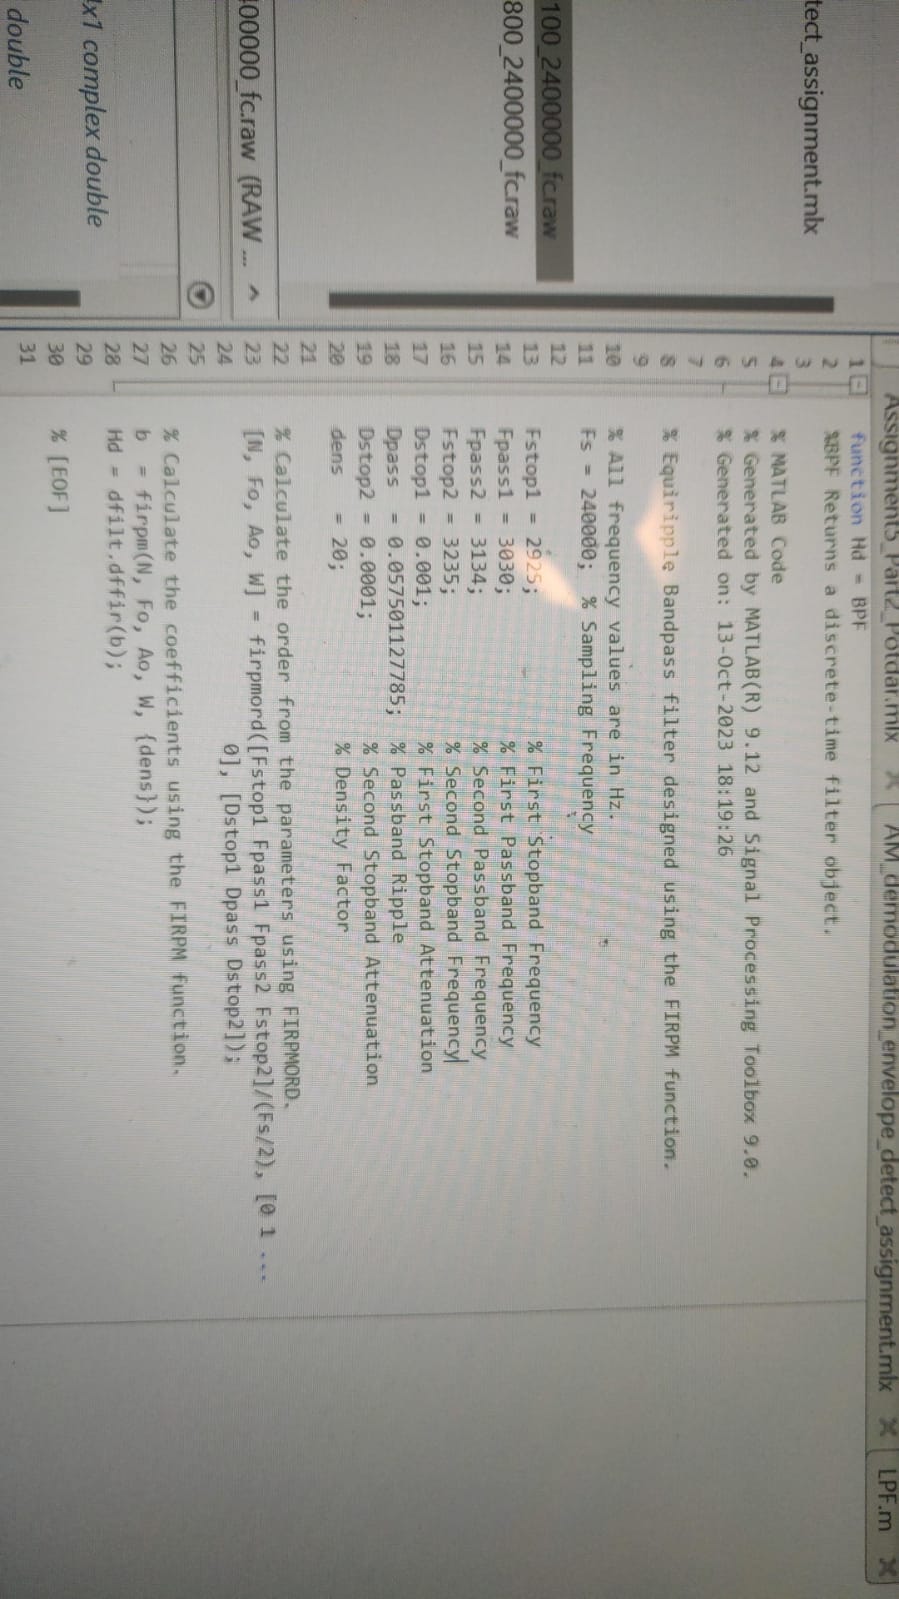 Assignment5_Part2_Potdar.mlx × AM_demodulation_envelope_detect_assignment.mlx × LPF.m ×
tect_assignment.mlx
100_2400000_fc.raw
800_2400000_fc.raw
00000_fc.raw (RAW ...
x1 complex double
double
1 function Hd = BPF
2 %BPF Returns a discrete-time filter object.
3
4 % MATLAB Code
5 % Generated by MATLAB(R) 9.12 and Signal Processing Toolbox 9.0.
6 % Generated on: 13-Oct-2023 18:19:26
7
8 % Equiripple Bandpass filter designed using the FIRPM function.
9
10 % All frequency values are in Hz.
11 Fs = 240000; % Sampling Frequency
12
13 Fstop1 = 2925; % First Stopband Frequency
14 Fpass1 = 3030; % First Passband Frequency
15 Fpass2 = 3134; % Second Passband Frequency
16 Fstop2 = 3235; % Second Stopband Frequency
17 Dstop1 = 0.001; % First Stopband Attenuation
18 Dpass = 0.057501127785; % Passband Ripple
19 Dstop2 = 0.0001; % Second Stopband Attenuation
20 dens = 20; % Density Factor
21
22 % Calculate the order from the parameters using FIRPMORD.
23 [N, Fo, Ao, W] = firpmord([Fstop1 Fpass1 Fpass2 Fstop2]/(Fs/2), [0 1 ...
24 0], [Dstop1 Dpass Dstop2]);
25
26 % Calculate the coefficients using the FIRPM function.
27 b = firpm(N, Fo, Ao, W, {dens});
28 Hd = dfilt.dffir(b);
29
30 % [EOF]
31